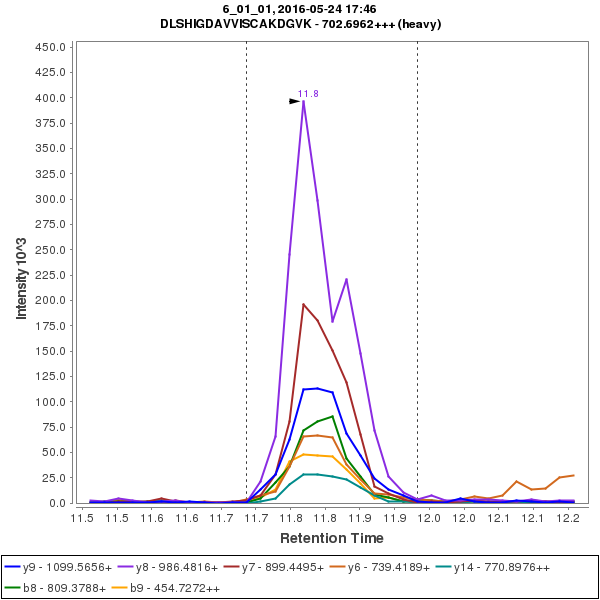 6_01_01, 2016-05-24 17:46
DLSHIGDAVVISCAKDGVK - 702.6962+++ (heavy)
450.0
425.0
400.0
375.0
350.0
325.0
300.0
275.0
250.0
225.0
200.0
175.0
150.0
125.0
100.0
75.0
50.0
25.0
0.0
Intensity 10^3
11.8
11.5 11.5 11.6 11.6 11.7 11.7 11.8 11.8 11.9 11.9 12.0 12.0 12.1 12.1 12.2
Retention Time
y9 - 1099.5656+ y8 - 986.4816+ y7 - 899.4495+ y6 - 739.4189+ y14 - 770.8976++
b8 - 809.3788+ b9 - 454.7272++